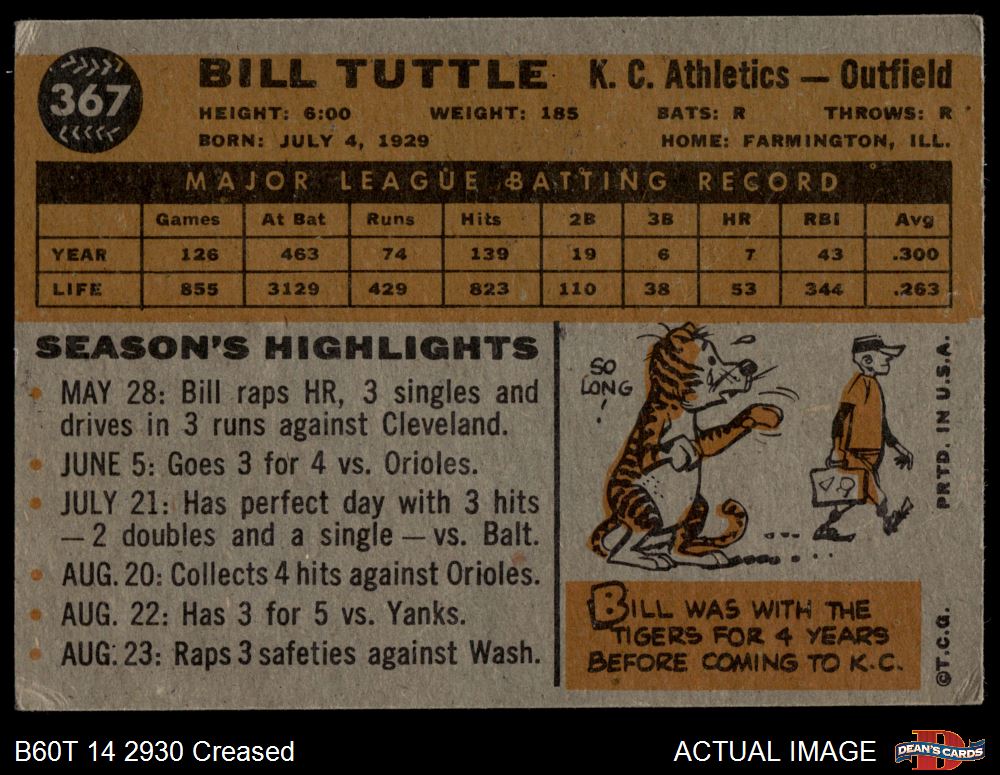 367
BILL TUTTLE K. C. Athletics — Outfield
HEIGHT: 6:00 WEIGHT: 185 BATS: R THROWS: R
BORN: JULY 4, 1929 HOME: FARMINGTON, ILL.
MAJOR LEAGUE BATTING RECORD
Games At Bat Runs Hits 2B 3B HR RBI Avg
YEAR 126 463 74 139 19 6 7 43 .300
LIFE 855 3129 429 823 110 38 53 344 .263
SEASON'S HIGHLIGHTS
• MAY 28: Bill raps HR, 3 singles and
drives in 3 runs against Cleveland.
• JUNE 5: Goes 3 for 4 vs. Orioles.
• JULY 21: Has perfect day with 3 hits
— 2 doubles and a single — vs. Balt.
• AUG. 20: Collects 4 hits against Orioles.
• AUG. 22: Has 3 for 5 vs. Yanks.
• AUG. 23: Raps 3 safeties against Wash.
SO
LONG
!
BILL WAS WITH THE
TIGERS FOR 4 YEARS
BEFORE COMING TO K.C.
PRTD. IN U.S.A.
©T.C.G.
B60T 14 2930 Creased
ACTUAL IMAGE
DEAN'S CARDS